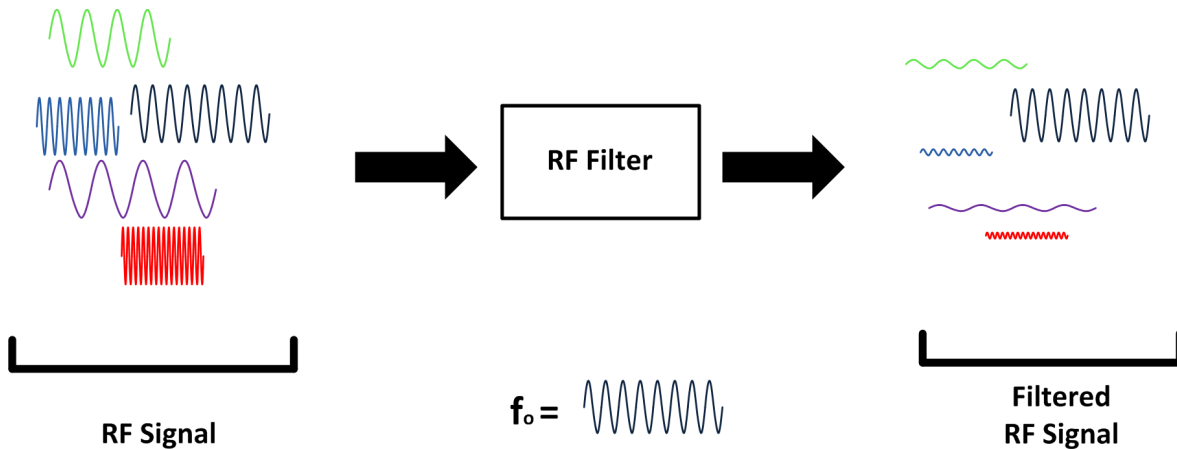 RF Filter
RF Signal
fₒ =
Filtered
RF Signal